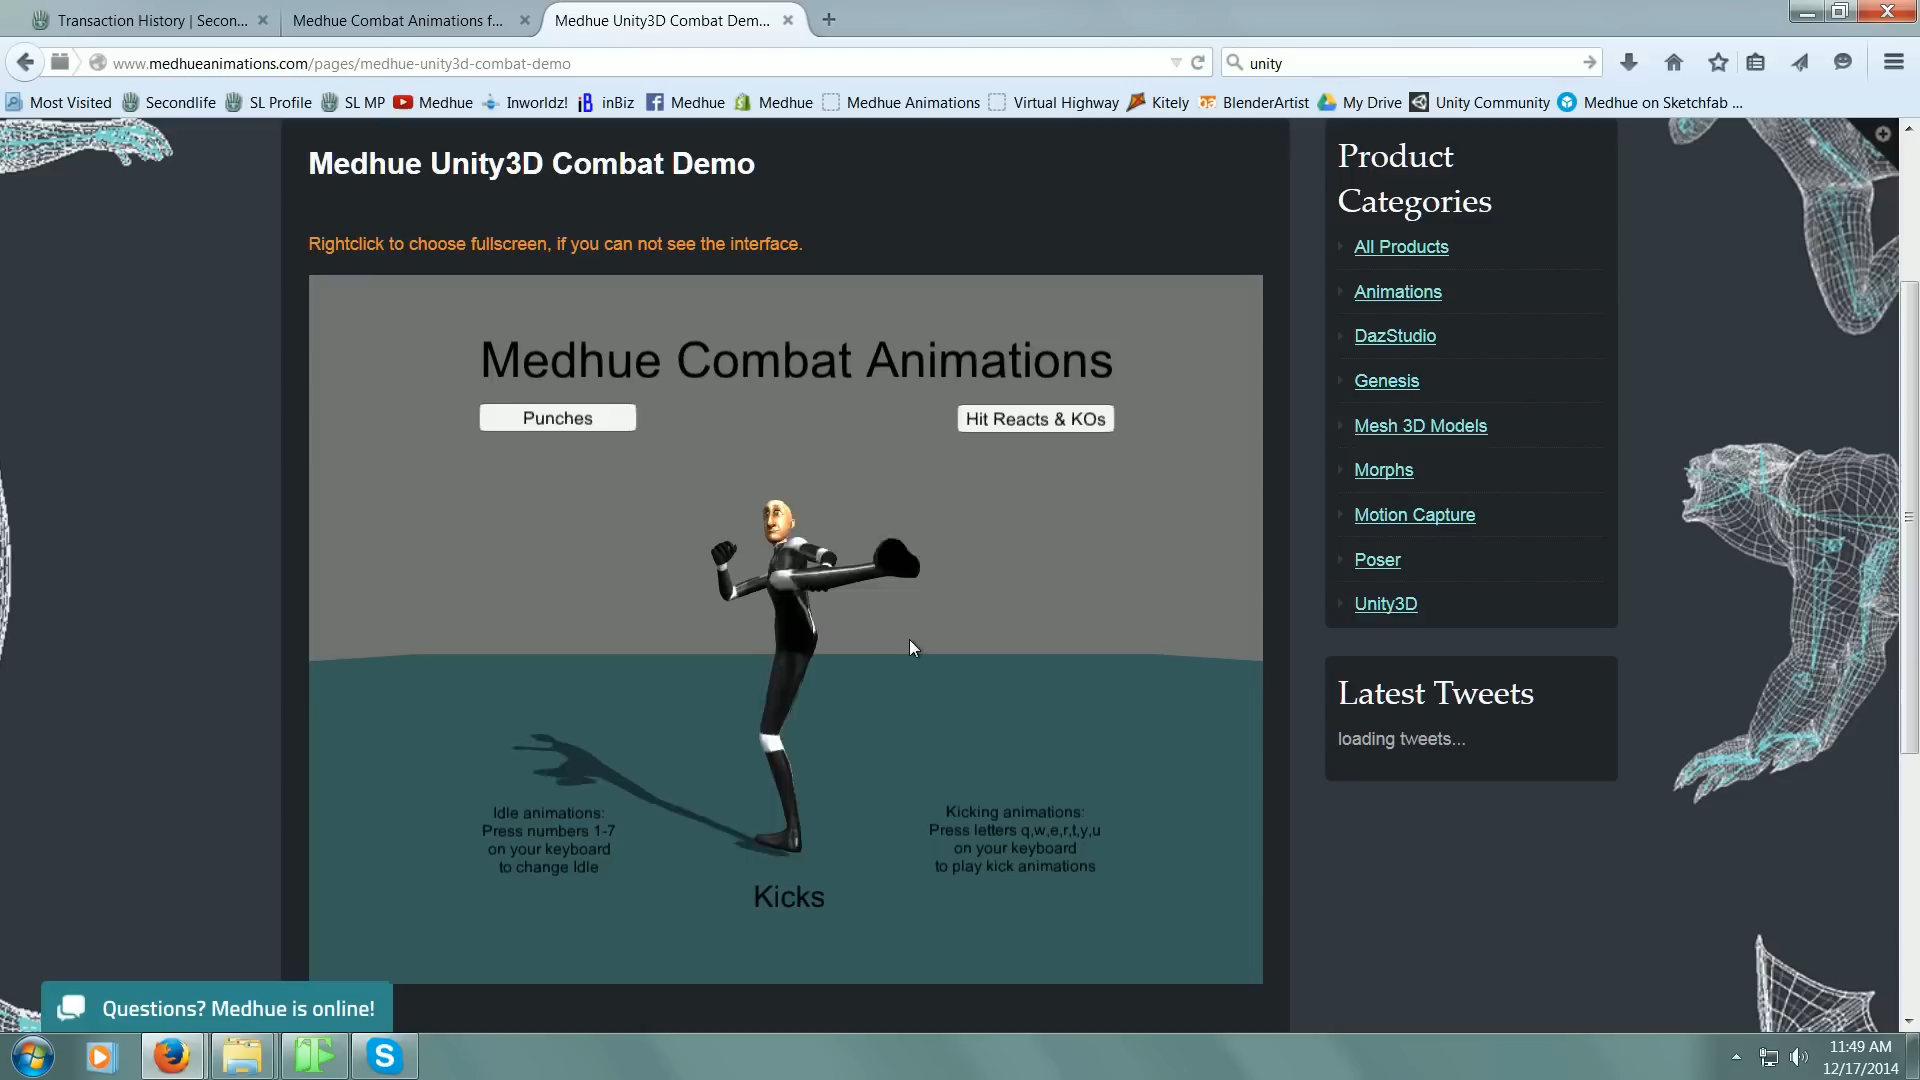 Transaction History | Secon...
Medhue Combat Animations f...
Medhue Unity3D Combat Dem...
www.medhueanimations.com/pages/medhue-unity3d-combat-demo
unity
Most Visited
Secondlife
SL Profile
SL MP
Medhue
Inworldz!
inBiz
Medhue
Medhue
Medhue Animations
Virtual Highway
Kitely
BlenderArtist
My Drive
Unity Community
Medhue on Sketchfab ...
Medhue Unity3D Combat Demo
Rightclick to choose fullscreen, if you can not see the interface.
Medhue Combat Animations
Punches
Hit Reacts & KOs
Idle animations:
Press numbers 1-7
on your keyboard
to change Idle
Kicking animations:
Press letters q,w,e,r,t,y,u
on your keyboard
to play kick animations
Kicks
Product
Categories
All Products
Animations
DazStudio
Genesis
Mesh 3D Models
Morphs
Motion Capture
Poser
Unity3D
Latest Tweets
loading tweets...
Questions? Medhue is online!
11:49 AM
12/17/2014